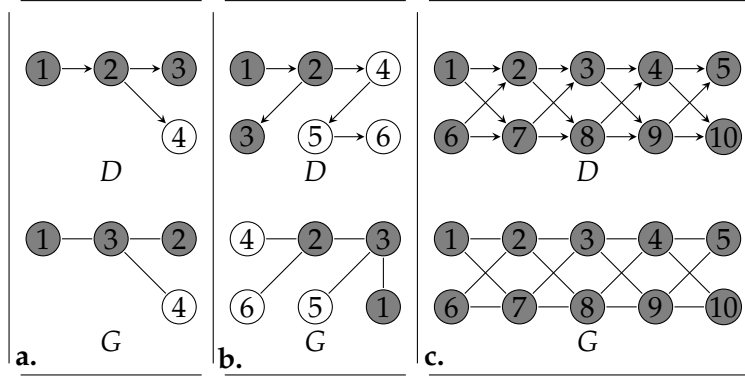 1 2 3
4
D
1 3 2
4
a. G
1 2 4
3 5 6
D
4 2 3
6 5 1
b. G
1 2 3 4 5
6 7 8 9 10
D
1 2 3 4 5
6 7 8 9 10
c. G